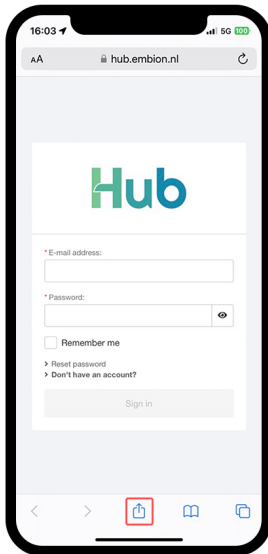 16:03
5G 100
AA
hub.embion.nl
Hub
* E-mail address:
* Password:
Remember me
> Reset password
> Don't have an account?
Sign in